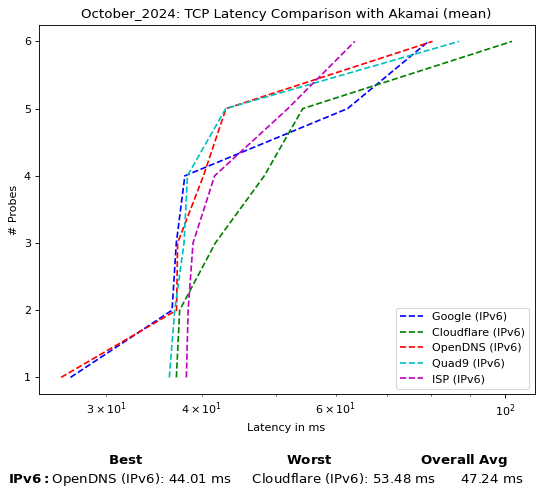 October_2024: TCP Latency Comparison with Akamai (mean)
# Probes
6
5
4
3
2
1
3 × 10¹
4 × 10¹
6 × 10¹
10²
Latency in ms
Google (IPv6)
Cloudflare (IPv6)
OpenDNS (IPv6)
Quad9 (IPv6)
ISP (IPv6)
Best Worst Overall Avg
IPv6: OpenDNS (IPv6): 44.01 ms Cloudflare (IPv6): 53.48 ms 47.24 ms